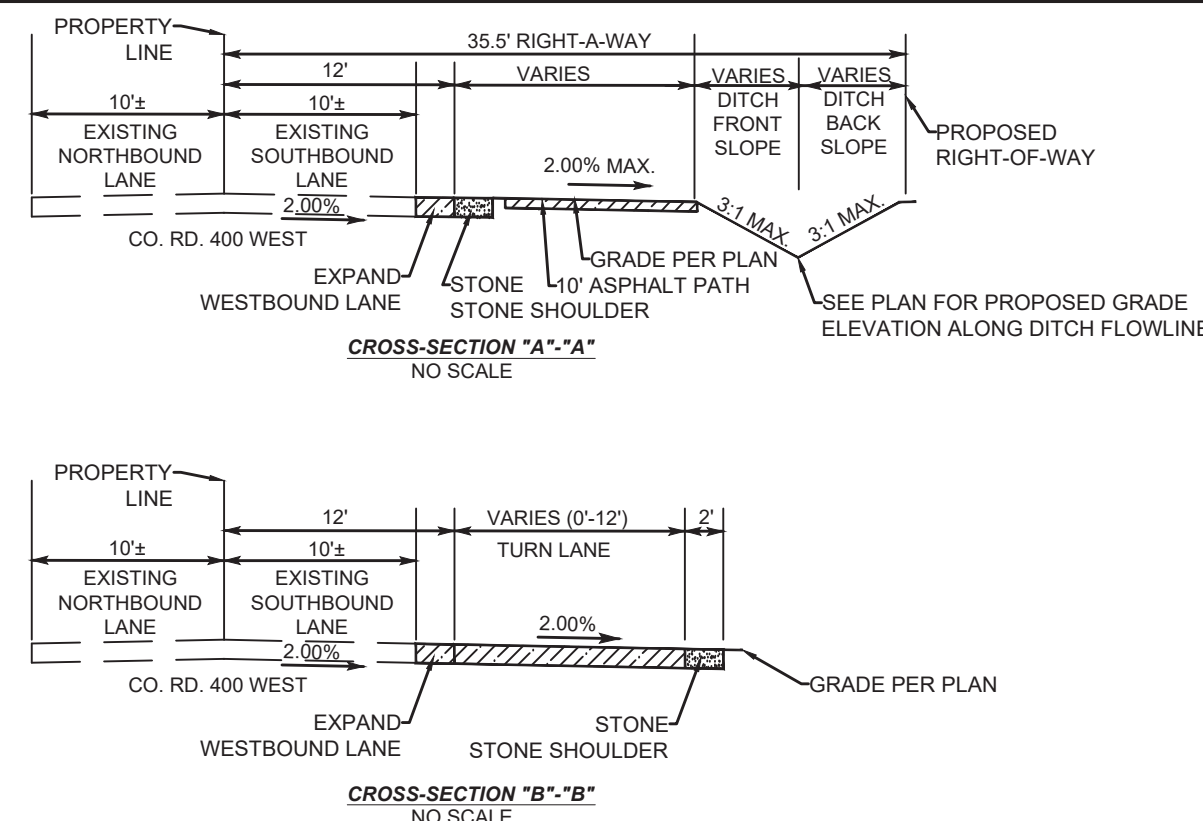 PROPERTY
LINE
35.5' RIGHT-A-WAY
12'
VARIES
VARIES
DITCH
FRONT
SLOPE
VARIES
DITCH
BACK
SLOPE
10'±
EXISTING
NORTHBOUND
LANE
10'±
EXISTING
SOUTHBOUND
LANE
PROPOSED
RIGHT-OF-WAY
2.00% MAX.
2.00%
3:1 MAX.
3:1 MAX.
CO. RD. 400 WEST
GRADE PER PLAN
EXPAND
WESTBOUND LANE
STONE
STONE SHOULDER
10' ASPHALT PATH
SEE PLAN FOR PROPOSED GRADE
ELEVATION ALONG DITCH FLOWLINE
CROSS-SECTION "A"-"A"
NO SCALE
PROPERTY
LINE
12'
VARIES (0'-12')
TURN LANE
2'
10'±
EXISTING
NORTHBOUND
LANE
10'±
EXISTING
SOUTHBOUND
LANE
2.00%
2.00%
CO. RD. 400 WEST
GRADE PER PLAN
EXPAND
WESTBOUND LANE
STONE
STONE SHOULDER
CROSS-SECTION "B"-"B"
NO SCALE